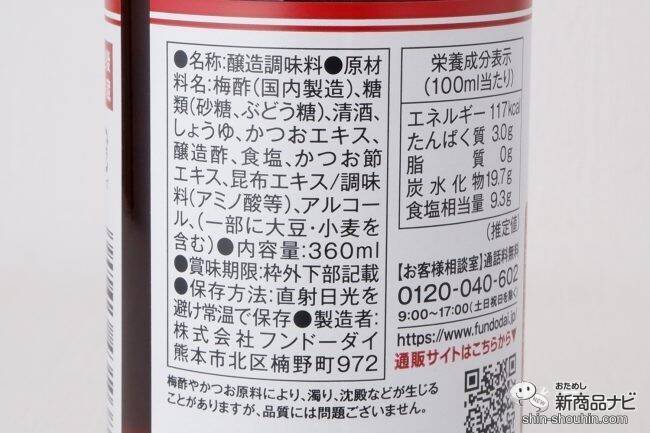 ●名称:醸造調味料●原材
料名:梅酢(国内製造)、糖
類(砂糖、ぶどう糖)、清酒、
しょうゆ、かつおエキス、
醸造酢、食塩、かつお節
エキス、昆布エキス/調味
料(アミノ酸等)、アルコー
ル、(一部に大豆・小麦を
含む)●内容量:360ml
●賞味期限:枠外下部記載
●保存方法:直射日光を
避け常温で保存●製造者:
株式会社フンドーダイ
熊本市北区楠野町972
梅酢やかつお原料により、濁り、沈殿などが生じる
ことがありますが、品質には問題ございません。
栄養成分表示
(100ml当たり)
エネルギー 117kcal
たんぱく質 3.0g
脂質 0g
炭水化物 19.7g
食塩相当量 9.3g
(推定値)
【お客様相談室】通話料無料
0120-040-602
9:00~17:00(土日祝日を除く)
https://www.fundodai.jp/
通販サイトはこちらから▼
おためし
新商品ナビ
shin-shouhin.com